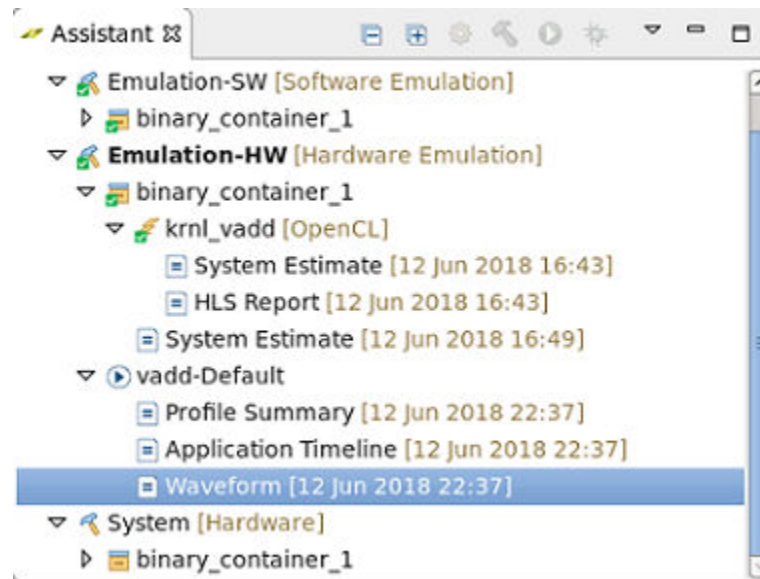 Assistant
Emulation-SW [Software Emulation]
binary_container_1
Emulation-HW [Hardware Emulation]
binary_container_1
krnl_vadd [OpenCL]
System Estimate [12 Jun 2018 16:43]
HLS Report [12 Jun 2018 16:43]
System Estimate [12 Jun 2018 16:49]
vadd-Default
Profile Summary [12 Jun 2018 22:37]
Application Timeline [12 Jun 2018 22:37]
Waveform [12 Jun 2018 22:37]
System [Hardware]
binary_container_1